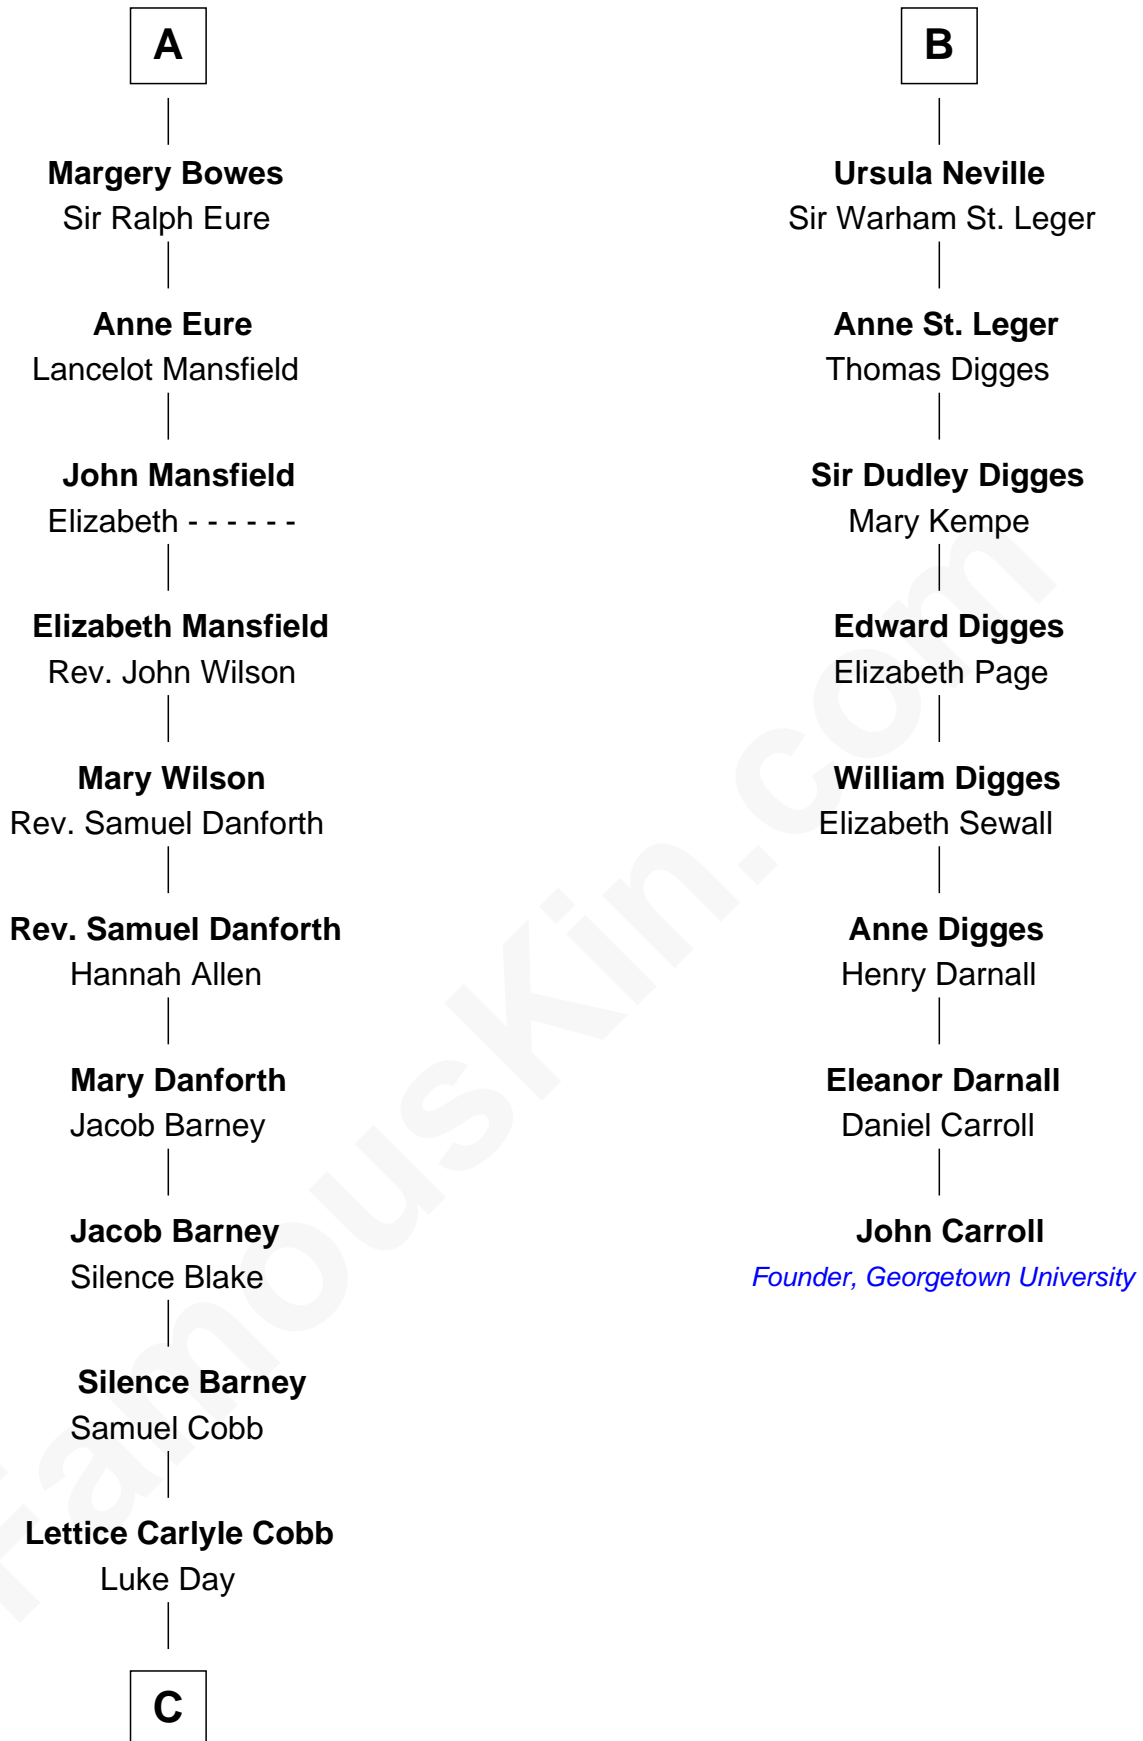 A
Margery Bowes
Sir Ralph Eure
Anne Eure
Lancelot Mansfield
John Mansfield
Elizabeth - - - - - -
Elizabeth Mansfield
Rev. John Wilson
Mary Wilson
Rev. Samuel Danforth
Rev. Samuel Danforth
Hannah Allen
Mary Danforth
Jacob Barney
Jacob Barney
Silence Blake
Silence Barney
Samuel Cobb
Lettice Carlyle Cobb
Luke Day
C
B
Ursula Neville
Sir Warham St. Leger
Anne St. Leger
Thomas Digges
Sir Dudley Digges
Mary Kempe
Edward Digges
Elizabeth Page
William Digges
Elizabeth Sewall
Anne Digges
Henry Darnall
Eleanor Darnall
Daniel Carroll
John Carroll
Founder, Georgetown University
FamousKin.com